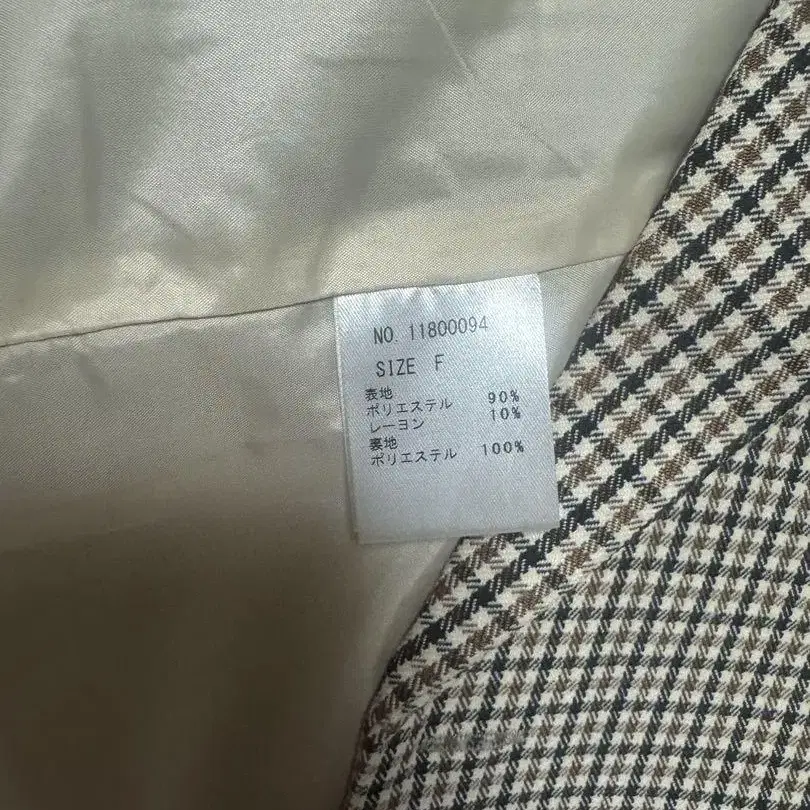 NO. 11800094
SIZE F
表地
ポリエステル 90%
レーヨン 10%
裏地
ポリエステル 100%